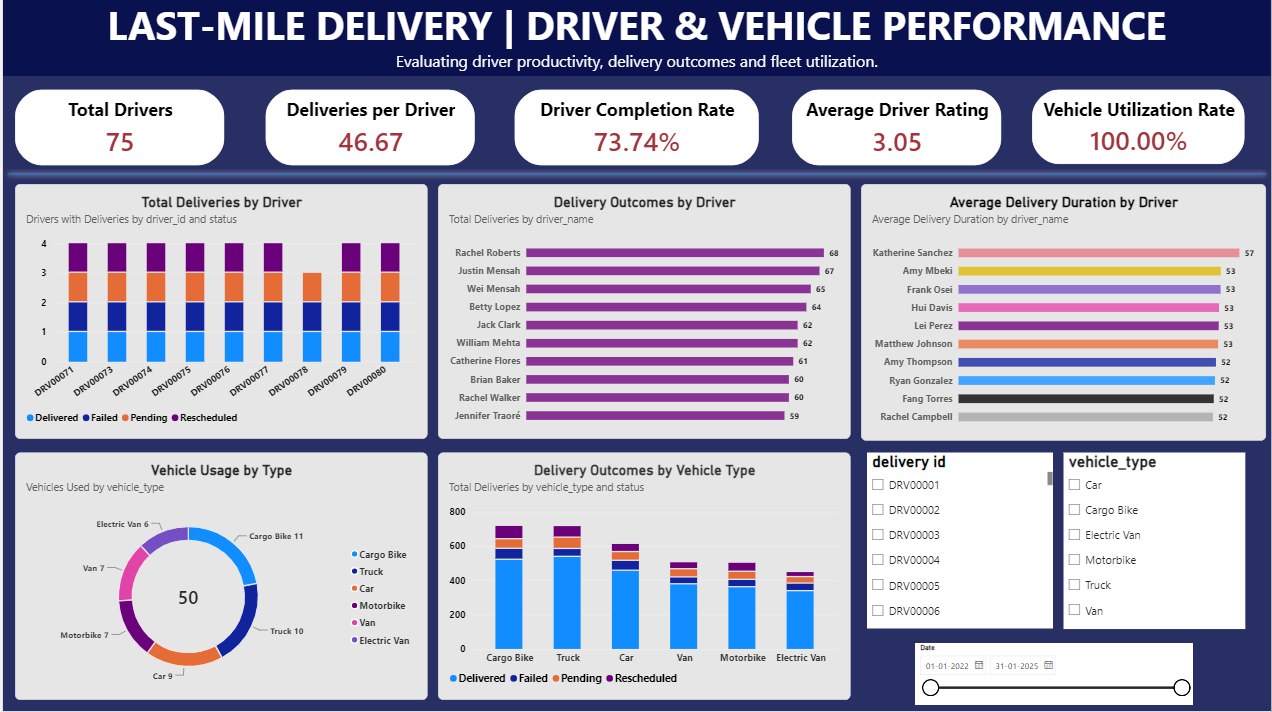 LAST-MILE DELIVERY | DRIVER & VEHICLE PERFORMANCE
Evaluating driver productivity, delivery outcomes and fleet utilization.
Total Drivers
75
Deliveries per Driver
46.67
Driver Completion Rate
73.74%
Average Driver Rating
3.05
Vehicle Utilization Rate
100.00%
Total Deliveries by Driver
Drivers with Deliveries by driver_id and status
4
3
2
1
0
DRV00071
DRV00073
DRV00074
DRV00075
DRV00076
DRV00077
DRV00078
DRV00079
DRV00080
Delivered Failed Pending Rescheduled
Delivery Outcomes by Driver
Total Deliveries by driver_name
Rachel Roberts 68
Justin Mensah 67
Wei Mensah 65
Betty Lopez 64
Jack Clark 62
William Mehta 62
Catherine Flores 61
Brian Baker 60
Rachel Walker 60
Jennifer Traoré 59
Average Delivery Duration by Driver
Average Delivery Duration by driver_name
Katherine Sanchez 57
Amy Mbeki 53
Frank Osei 53
Hui Davis 53
Lei Perez 53
Matthew Johnson 53
Amy Thompson 52
Ryan Gonzalez 52
Fang Torres 52
Rachel Campbell 52
Vehicle Usage by Type
Vehicles Used by vehicle_type
Electric Van 6
Cargo Bike 11
Van 7
50
Motorbike 7
Truck 10
Car 9
Cargo Bike
Truck
Car
Motorbike
Van
Electric Van
Delivery Outcomes by Vehicle Type
Total Deliveries by vehicle_type and status
800
600
400
200
0
Cargo Bike Truck Car Van Motorbike Electric Van
Delivered Failed Pending Rescheduled
delivery id
DRV00001
DRV00002
DRV00003
DRV00004
DRV00005
DRV00006
vehicle_type
Car
Cargo Bike
Electric Van
Motorbike
Truck
Van
Date
01-01-2022 31-01-2025